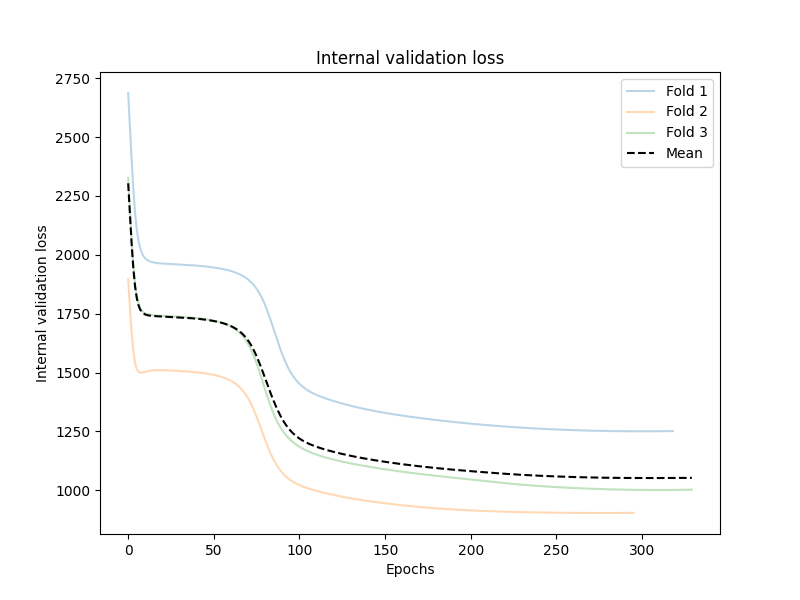 Internal validation loss
Fold 1
Fold 2
Fold 3
Mean
Internal validation loss
2750
2500
2250
2000
1750
1500
1250
1000
0 50 100 150 200 250 300
Epochs